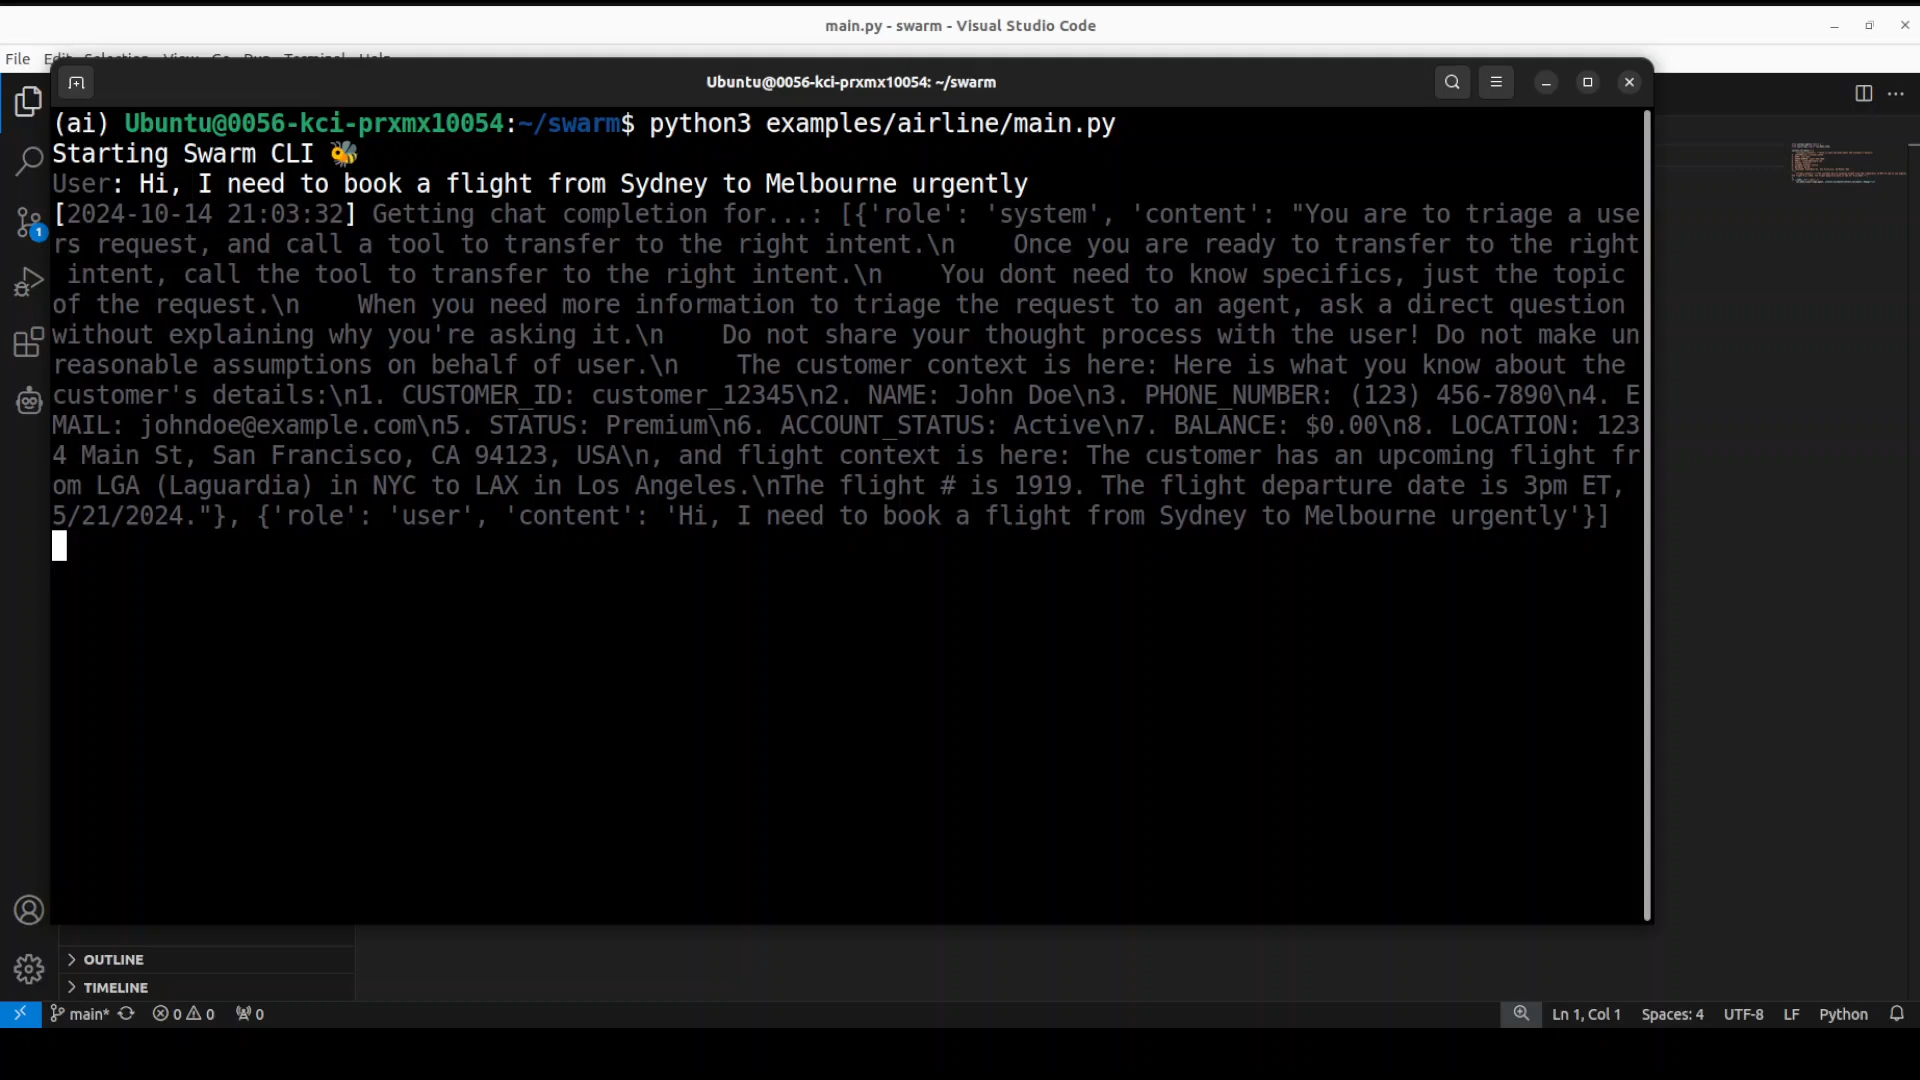 main.py - swarm - Visual Studio Code
File Edit Selection View Go Run Terminal Help
Ubuntu@0056-kci-prxmx10054: ~/swarm
(ai) Ubuntu@0056-kci-prxmx10054:~/swarm$ python3 examples/airline/main.py
Starting Swarm CLI 🐝
User: Hi, I need to book a flight from Sydney to Melbourne urgently
[2024-10-14 21:03:32] Getting chat completion for...: [{'role': 'system', 'content': "You are to triage a use
rs request, and call a tool to transfer to the right intent.\n    Once you are ready to transfer to the right
 intent, call the tool to transfer to the right intent.\n    You dont need to know specifics, just the topic
of the request.\n    When you need more information to triage the request to an agent, ask a direct question
without explaining why you're asking it.\n    Do not share your thought process with the user! Do not make un
reasonable assumptions on behalf of user.\n    The customer context is here: Here is what you know about the
customer's details:\n1. CUSTOMER_ID: customer_12345\n2. NAME: John Doe\n3. PHONE_NUMBER: (123) 456-7890\n4. E
MAIL: johndoe@example.com\n5. STATUS: Premium\n6. ACCOUNT_STATUS: Active\n7. BALANCE: $0.00\n8. LOCATION: 123
4 Main St, San Francisco, CA 94123, USA\n, and flight context is here: The customer has an upcoming flight fr
om LGA (Laguardia) in NYC to LAX in Los Angeles.\nThe flight # is 1919. The flight departure date is 3pm ET,
5/21/2024."}, {'role': 'user', 'content': 'Hi, I need to book a flight from Sydney to Melbourne urgently'}]
1
OUTLINE
TIMELINE
main* 0 0 0 Ln 1, Col 1 Spaces: 4 UTF-8 LF Python